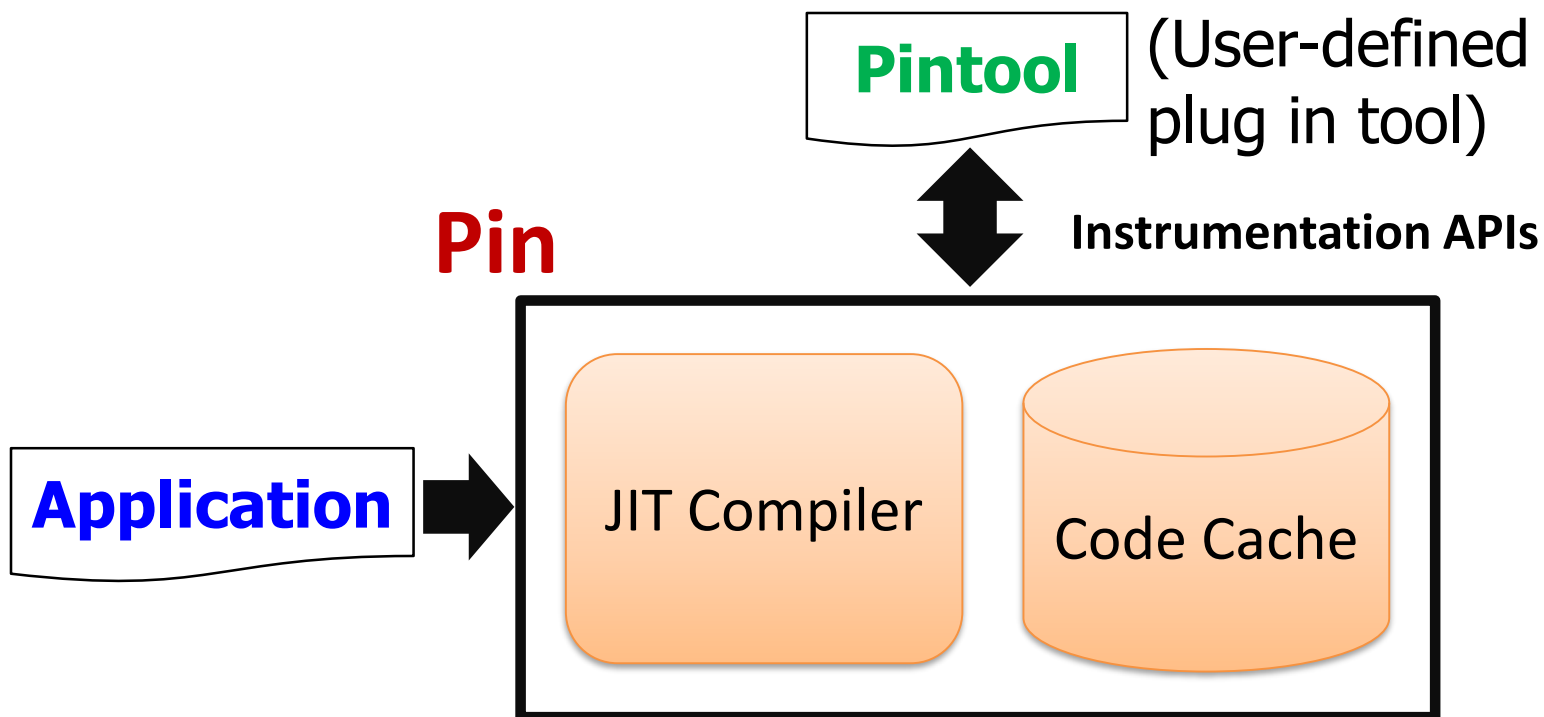 Pintool
(User-defined
plug in tool)
Pin
Instrumentation APIs
Application
JIT Compiler
Code Cache